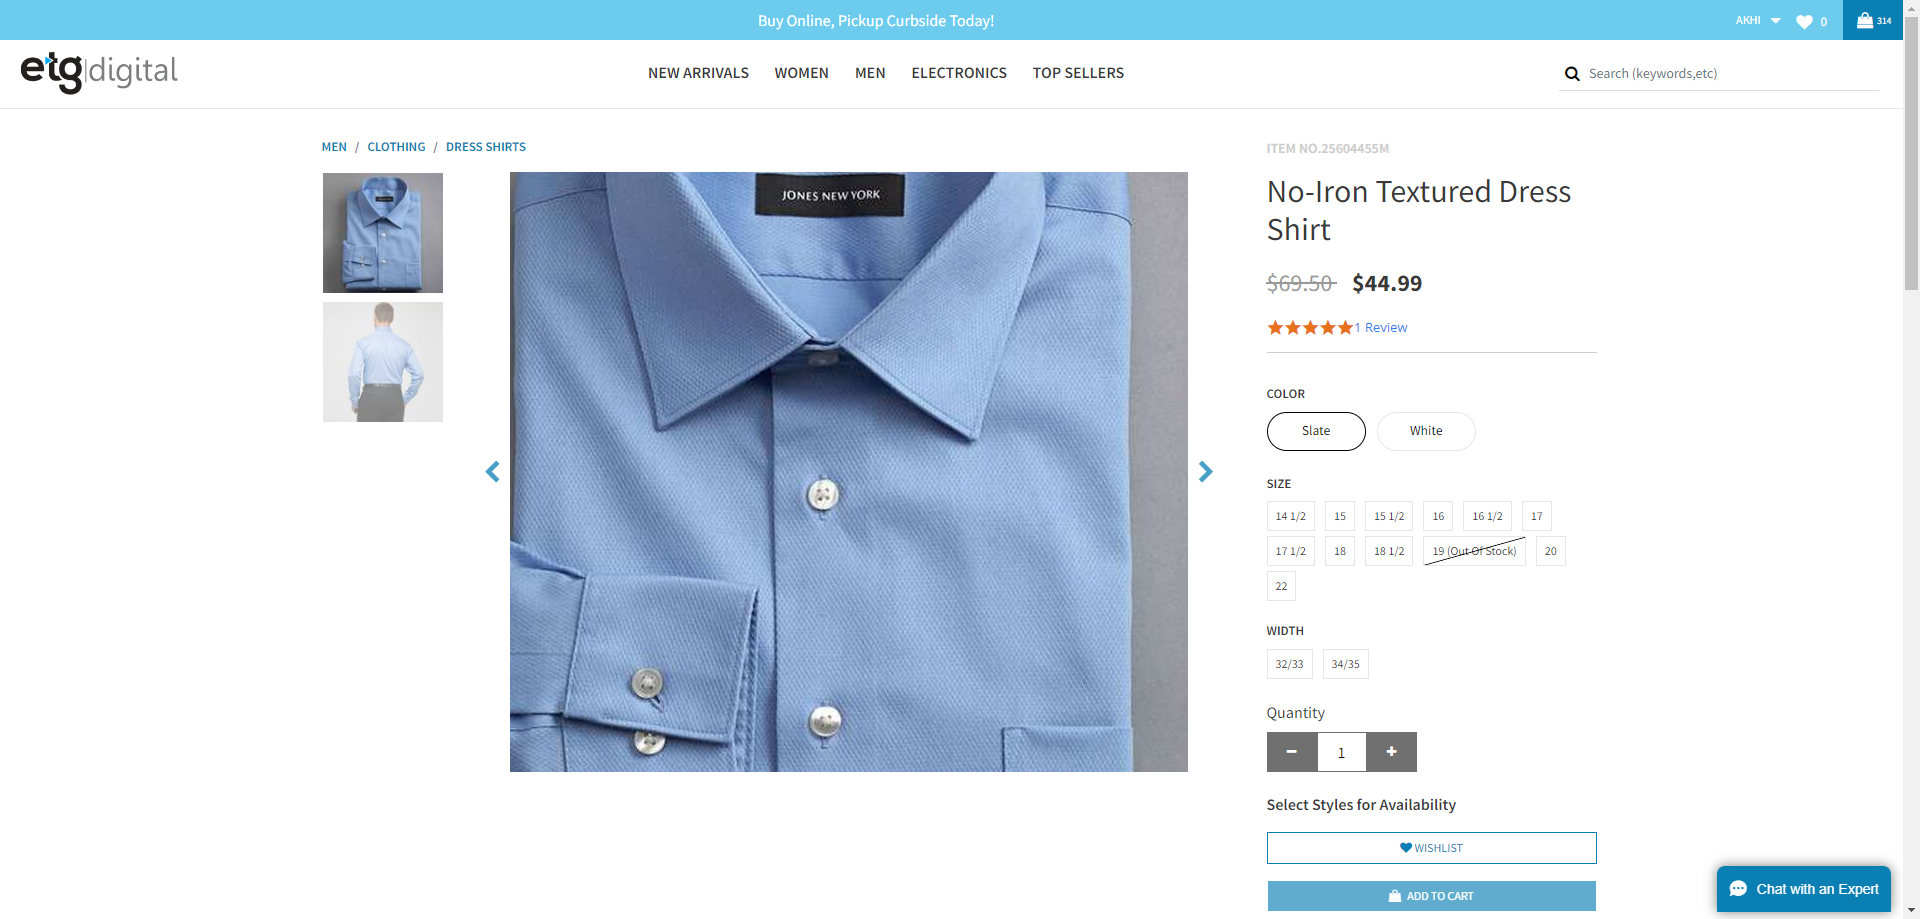 Buy Online, Pickup Curbside Today!
AKHI
0
314
etg|digital
NEW ARRIVALS
WOMEN
MEN
ELECTRONICS
TOP SELLERS
Search (keywords,etc)
MEN / CLOTHING / DRESS SHIRTS
JONES NEW YORK
ITEM NO.25604455M
No-Iron Textured Dress
Shirt
$69.50 $44.99
1 Review
COLOR
Slate
White
SIZE
14 1/2 15 15 1/2 16 16 1/2 17
17 1/2 18 18 1/2 19 (Out Of Stock) 20
22
WIDTH
32/33 34/35
Quantity
− 1 +
Select Styles for Availability
WISHLIST
ADD TO CART
Chat with an Expert